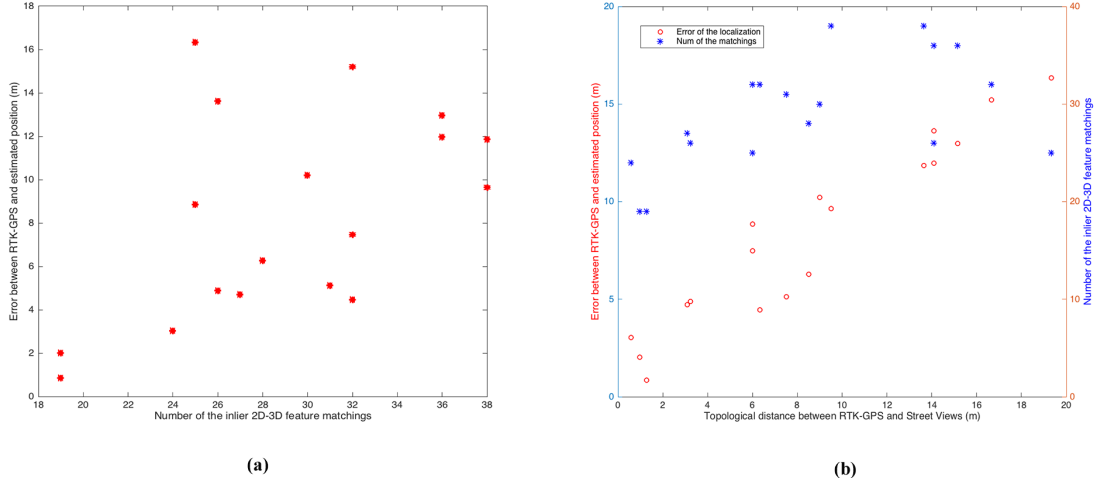 18
16
14
12
10
8
6
4
2
0
Error between RTK-GPS and estimated position (m)
18 20 22 24 26 28 30 32 34 36 38
Number of the inlier 2D-3D feature matchings
(a)
20
15
10
5
0
Error between RTK-GPS and estimated position (m)
Error of the localization
Num of the matchings
40
30
20
10
0
Number of the inlier 2D-3D feature matchings
0 2 4 6 8 10 12 14 16 18 20
Topological distance between RTK-GPS and Street Views (m)
(b)